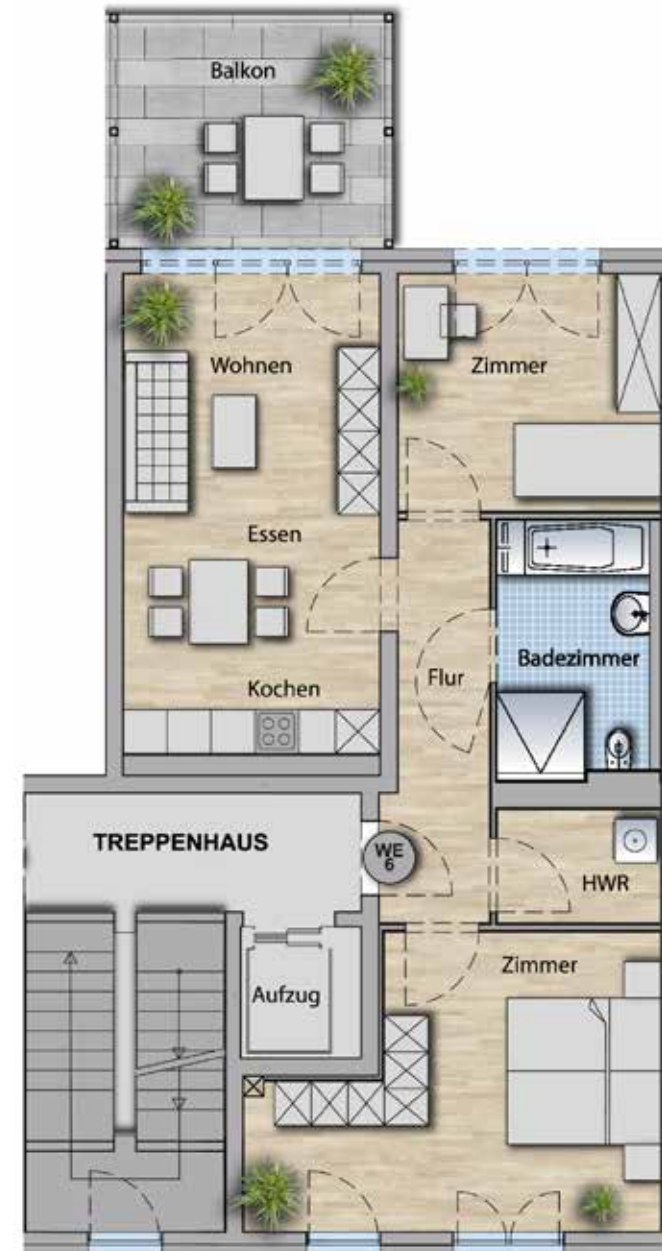 Balkon
Wohnen
Zimmer
Essen
Kochen
Flur
Badezimmer
TREPPENHAUS
WE
6
HWR
Zimmer
Aufzug